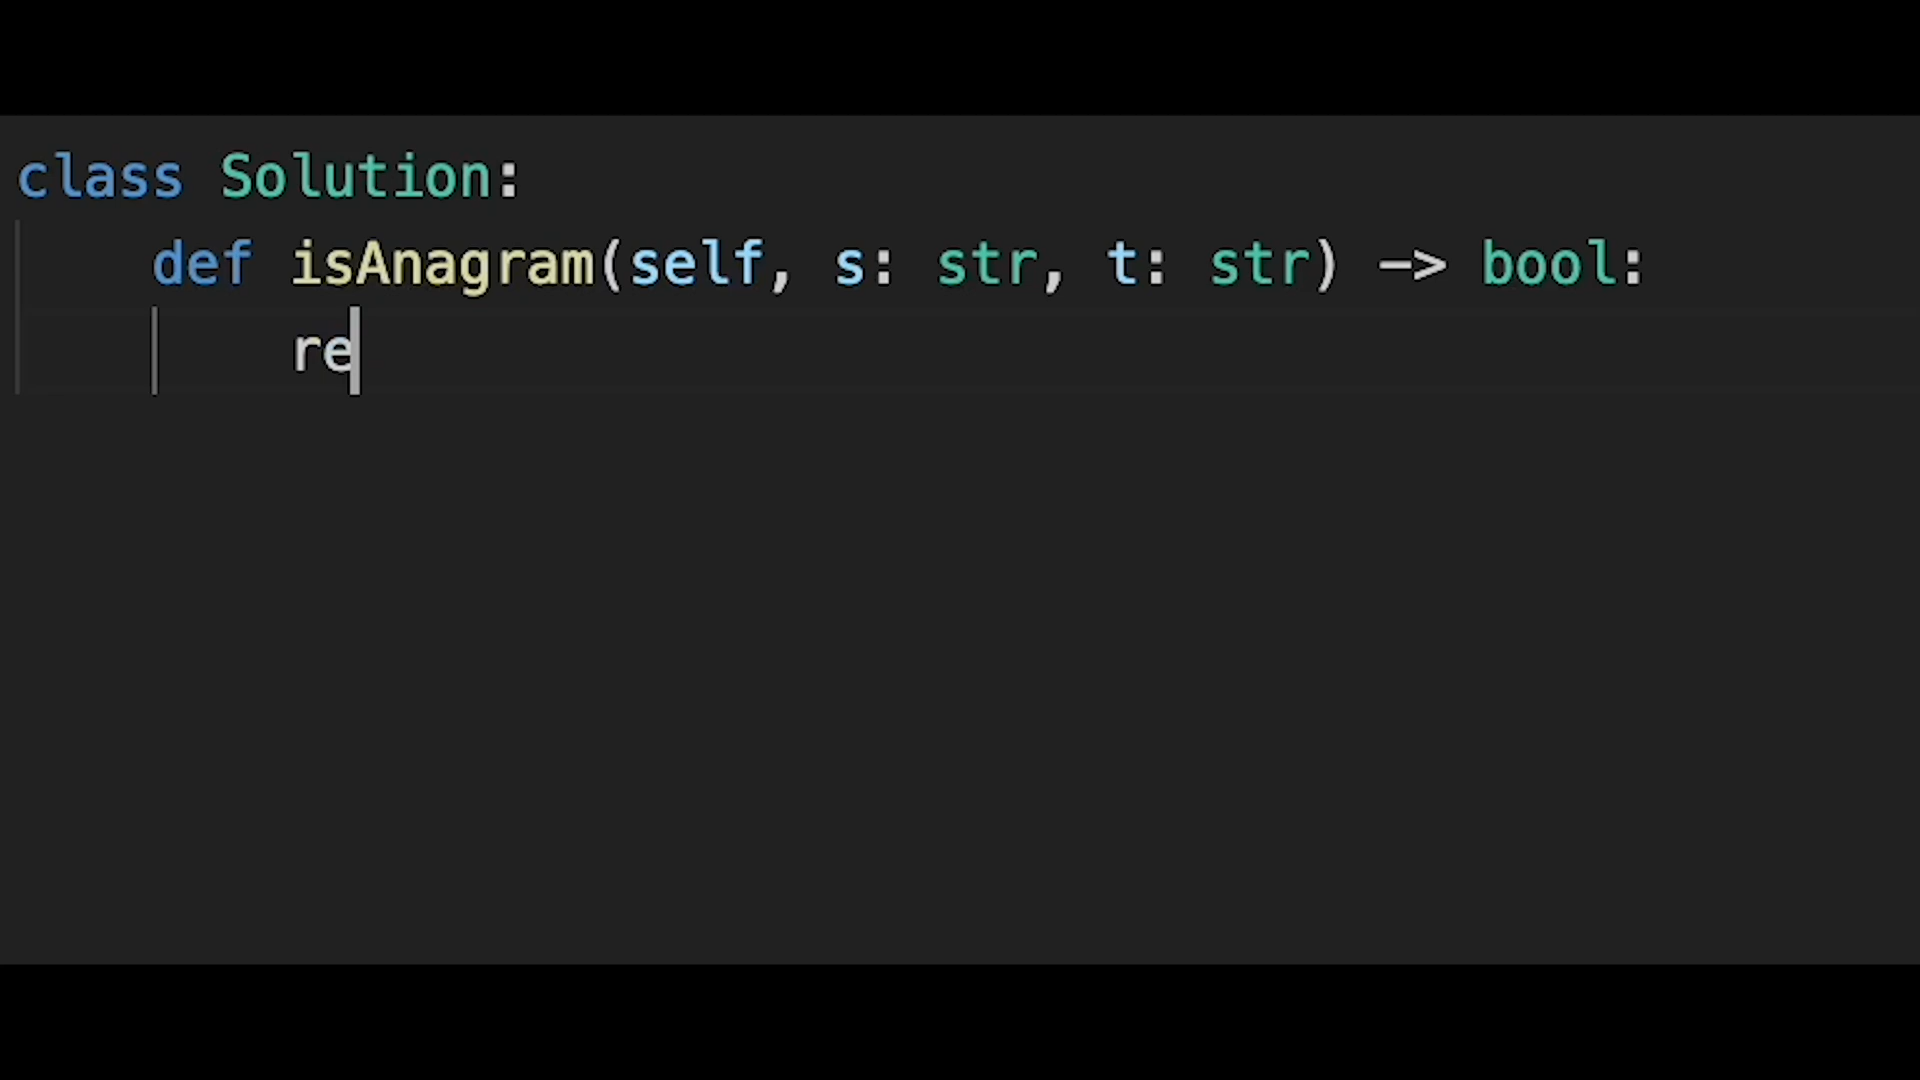 class Solution:
    def isAnagram(self, s: str, t: str) -> bool:
        re